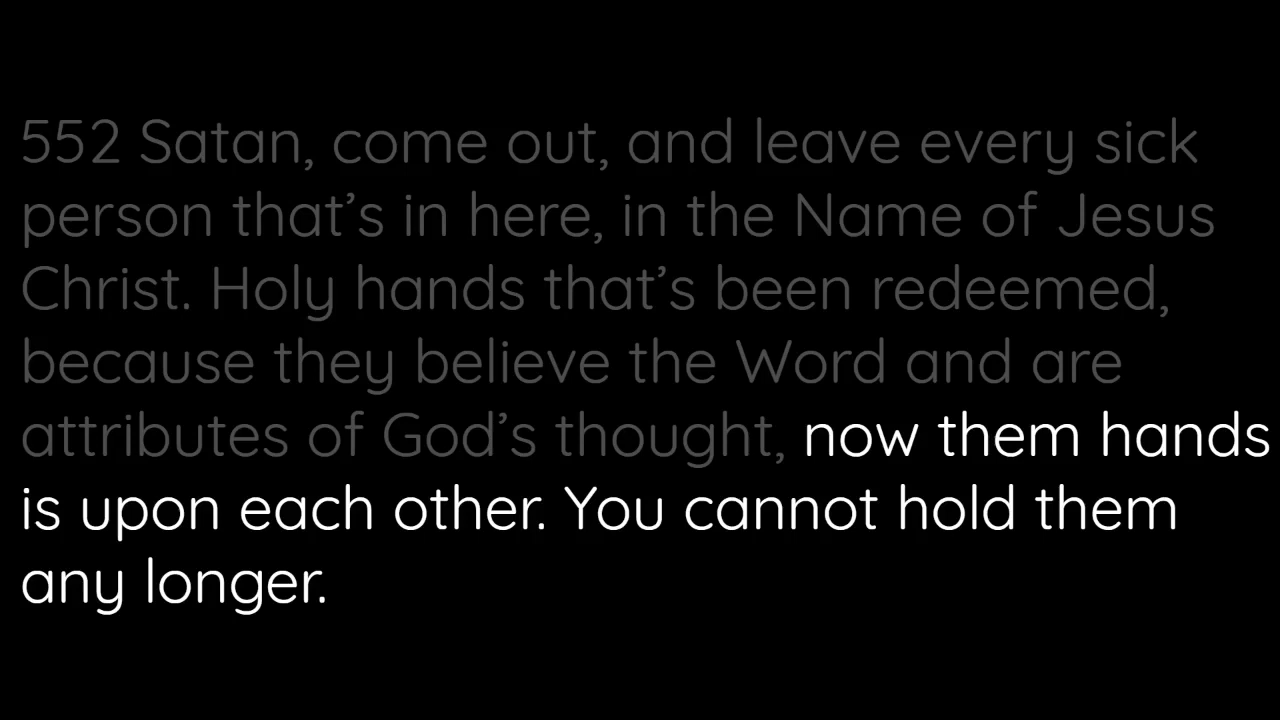 552 Satan, come out, and leave every sick
person that’s in here, in the Name of Jesus
Christ. Holy hands that’s been redeemed,
because they believe the Word and are
attributes of God’s thought, now them hands
is upon each other. You cannot hold them
any longer.